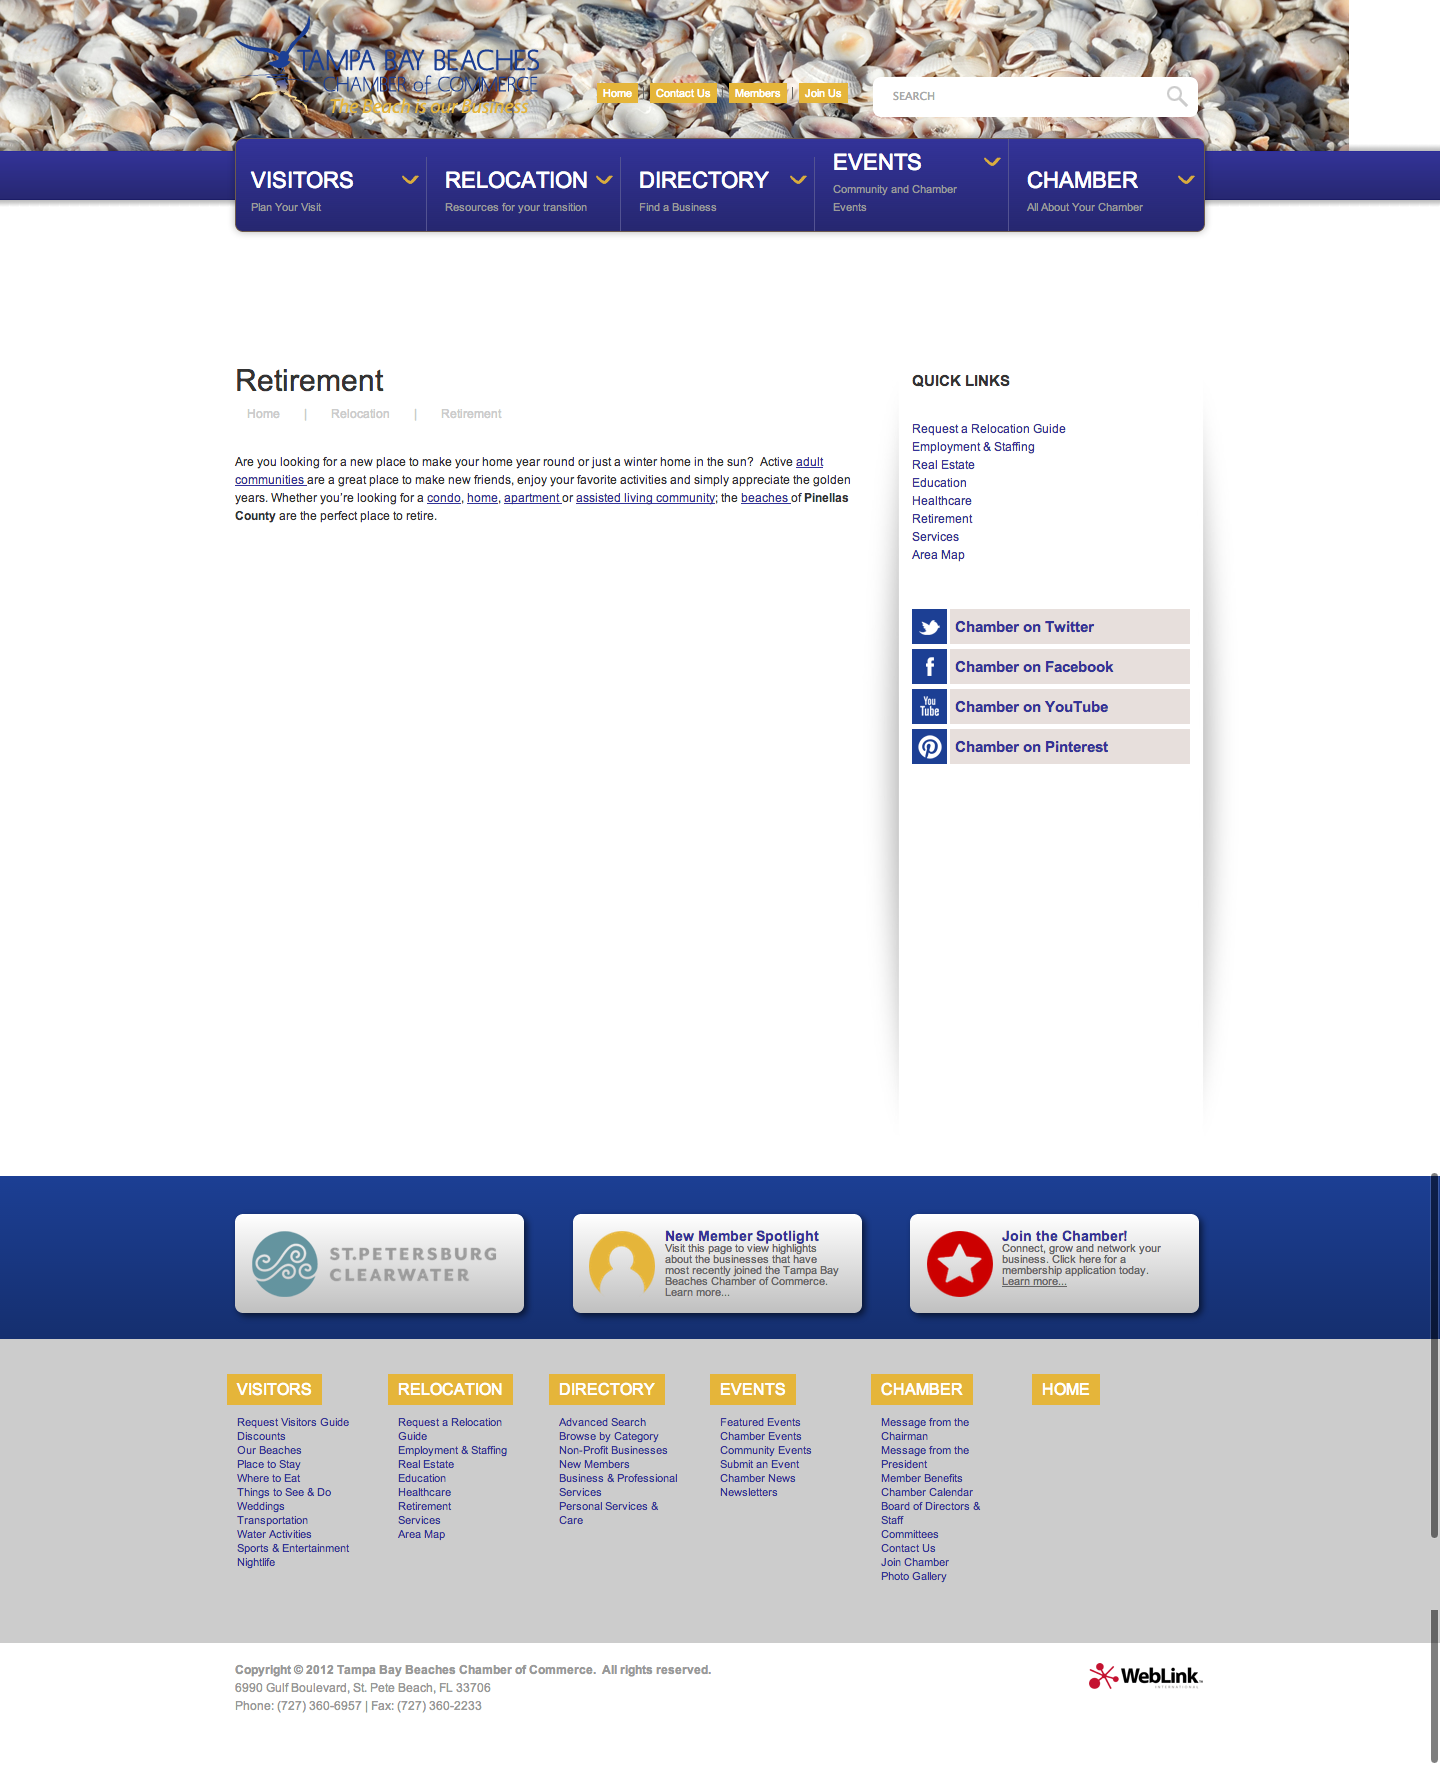 TAMPA BAY BEACHES
CHAMBER of COMMERCE
The Beach is our Business
Home | Contact Us Members | Join Us
SEARCH
VISITORS
Plan Your Visit
RELOCATION
Resources for your transition
DIRECTORY
Find a Business
EVENTS
Community and Chamber
Events
CHAMBER
All About Your Chamber
Retirement
Home | Relocation | Retirement
Are you looking for a new place to make your home year round or just a winter home in the sun?  Active adult
communities are a great place to make new friends, enjoy your favorite activities and simply appreciate the golden
years. Whether you're looking for a condo, home, apartment or assisted living community; the beaches of Pinellas
County are the perfect place to retire.
QUICK LINKS
Request a Relocation Guide
Employment & Staffing
Real Estate
Education
Healthcare
Retirement
Services
Area Map
Chamber on Twitter
f Chamber on Facebook
You
Tube
Chamber on YouTube
Chamber on Pinterest
ST.PETERSBURG
CLEARWATER
New Member Spotlight
Visit this page to view highlights
about the businesses that have
most recently joined the Tampa Bay
Beaches Chamber of Commerce.
Learn more...
Join the Chamber!
Connect, grow and network your
business. Click here for a
membership application today.
Learn more...
VISITORS
Request Visitors Guide
Discounts
Our Beaches
Place to Stay
Where to Eat
Things to See & Do
Weddings
Transportation
Water Activities
Sports & Entertainment
Nightlife
RELOCATION
Request a Relocation
Guide
Employment & Staffing
Real Estate
Education
Healthcare
Retirement
Services
Area Map
DIRECTORY
Advanced Search
Browse by Category
Non-Profit Businesses
New Members
Business & Professional
Services
Personal Services &
Care
EVENTS
Featured Events
Chamber Events
Community Events
Submit an Event
Chamber News
Newsletters
CHAMBER
Message from the
Chairman
Message from the
President
Member Benefits
Chamber Calendar
Board of Directors &
Staff
Committees
Contact Us
Join Chamber
Photo Gallery
HOME
Copyright © 2012 Tampa Bay Beaches Chamber of Commerce.  All rights reserved.
6990 Gulf Boulevard, St. Pete Beach, FL 33706
Phone: (727) 360-6957 | Fax: (727) 360-2233
WebLink
INTERNATIONAL